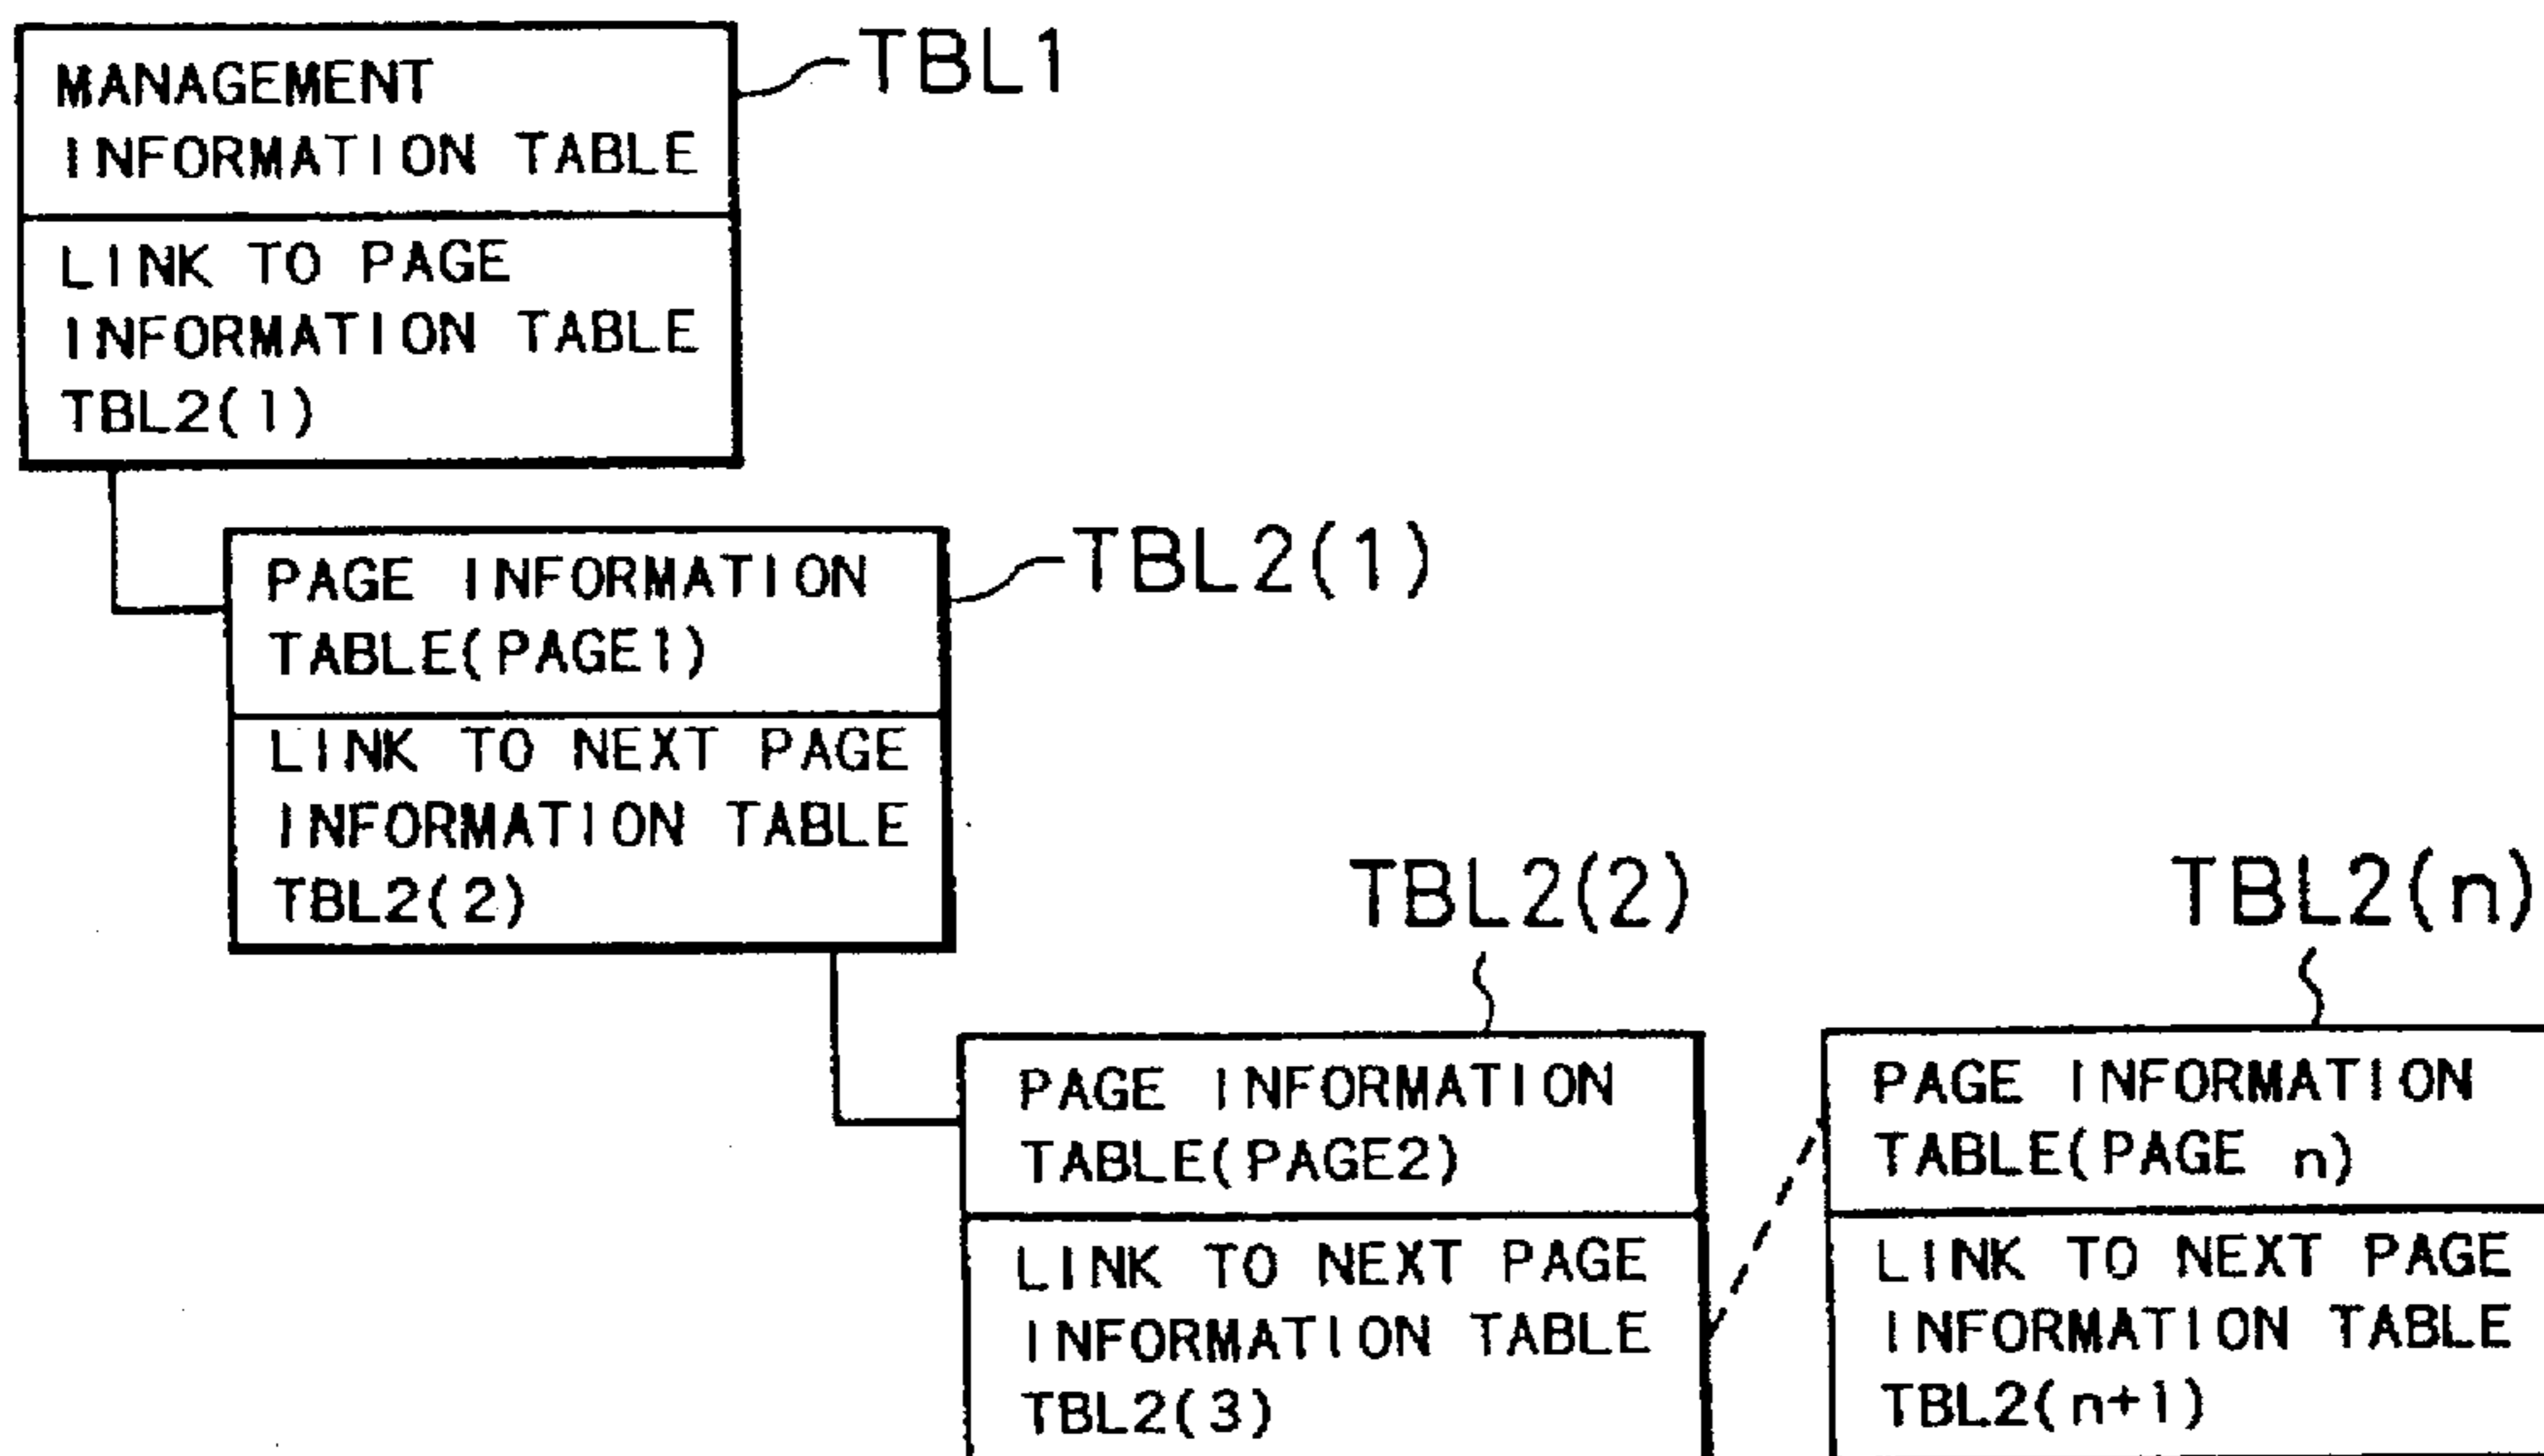 MANAGEMENT
INFORMATION TABLE
LINK TO PAGE
INFORMATION TABLE
TBL2(1)
TBL1
PAGE INFORMATION
TABLE(PAGE1)
LINK TO NEXT PAGE
INFORMATION TABLE
TBL2(2)
TBL2(1)
TBL2(2)
PAGE INFORMATION
TABLE(PAGE2)
LINK TO NEXT PAGE
INFORMATION TABLE
TBL2(3)
TBL2(n)
PAGE INFORMATION
TABLE(PAGE n)
LINK TO NEXT PAGE
INFORMATION TABLE
TBL2(n+1)